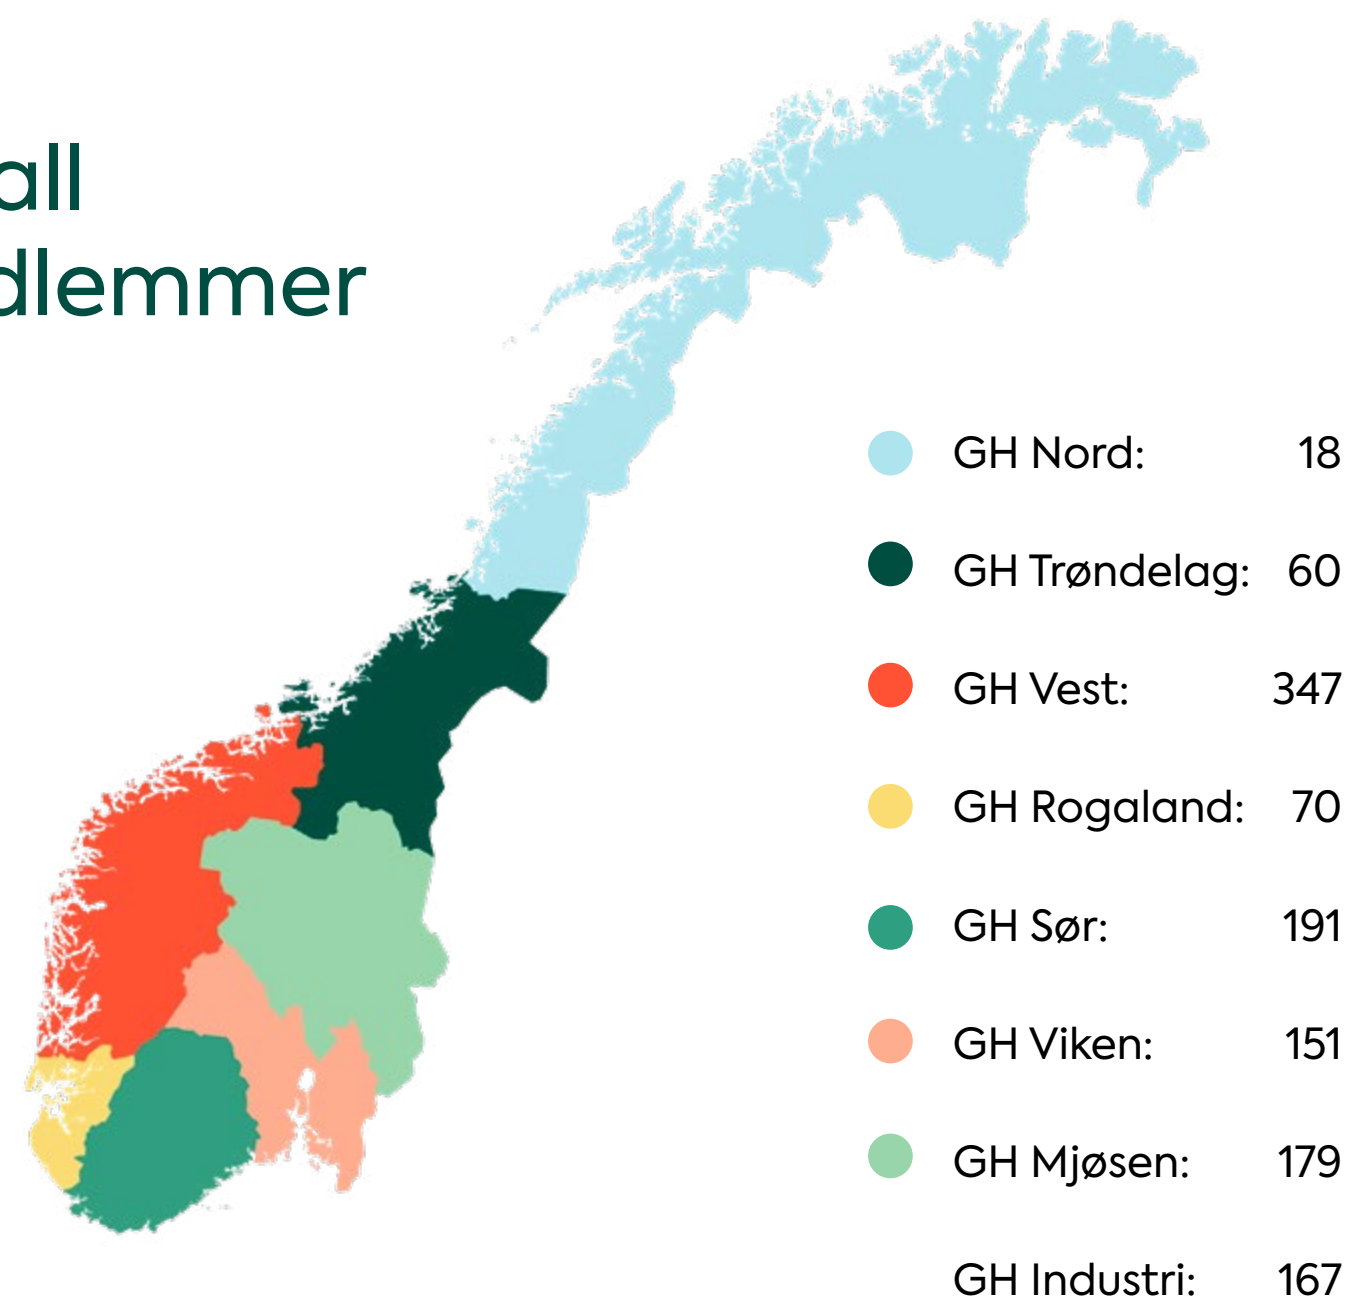 all
dlemmer
GH Nord: 18
GH Trøndelag: 60
GH Vest: 347
GH Rogaland: 70
GH Sør: 191
GH Viken: 151
GH Mjøsen: 179
GH Industri: 167